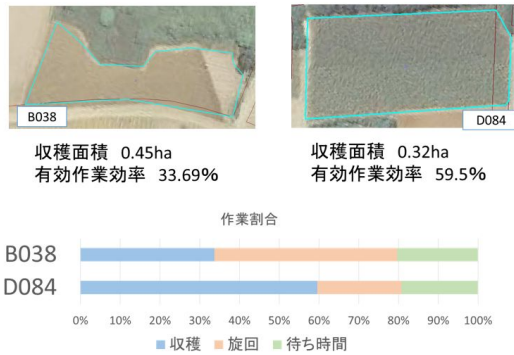 B038
D084
収穫面積 0.45ha
有効作業効率 33.69%
収穫面積 0.32ha
有効作業効率 59.5%
作業割合
B038
D084
0% 10% 20% 30% 40% 50% 60% 70% 80% 90% 100%
収穫 旋回 待ち時間